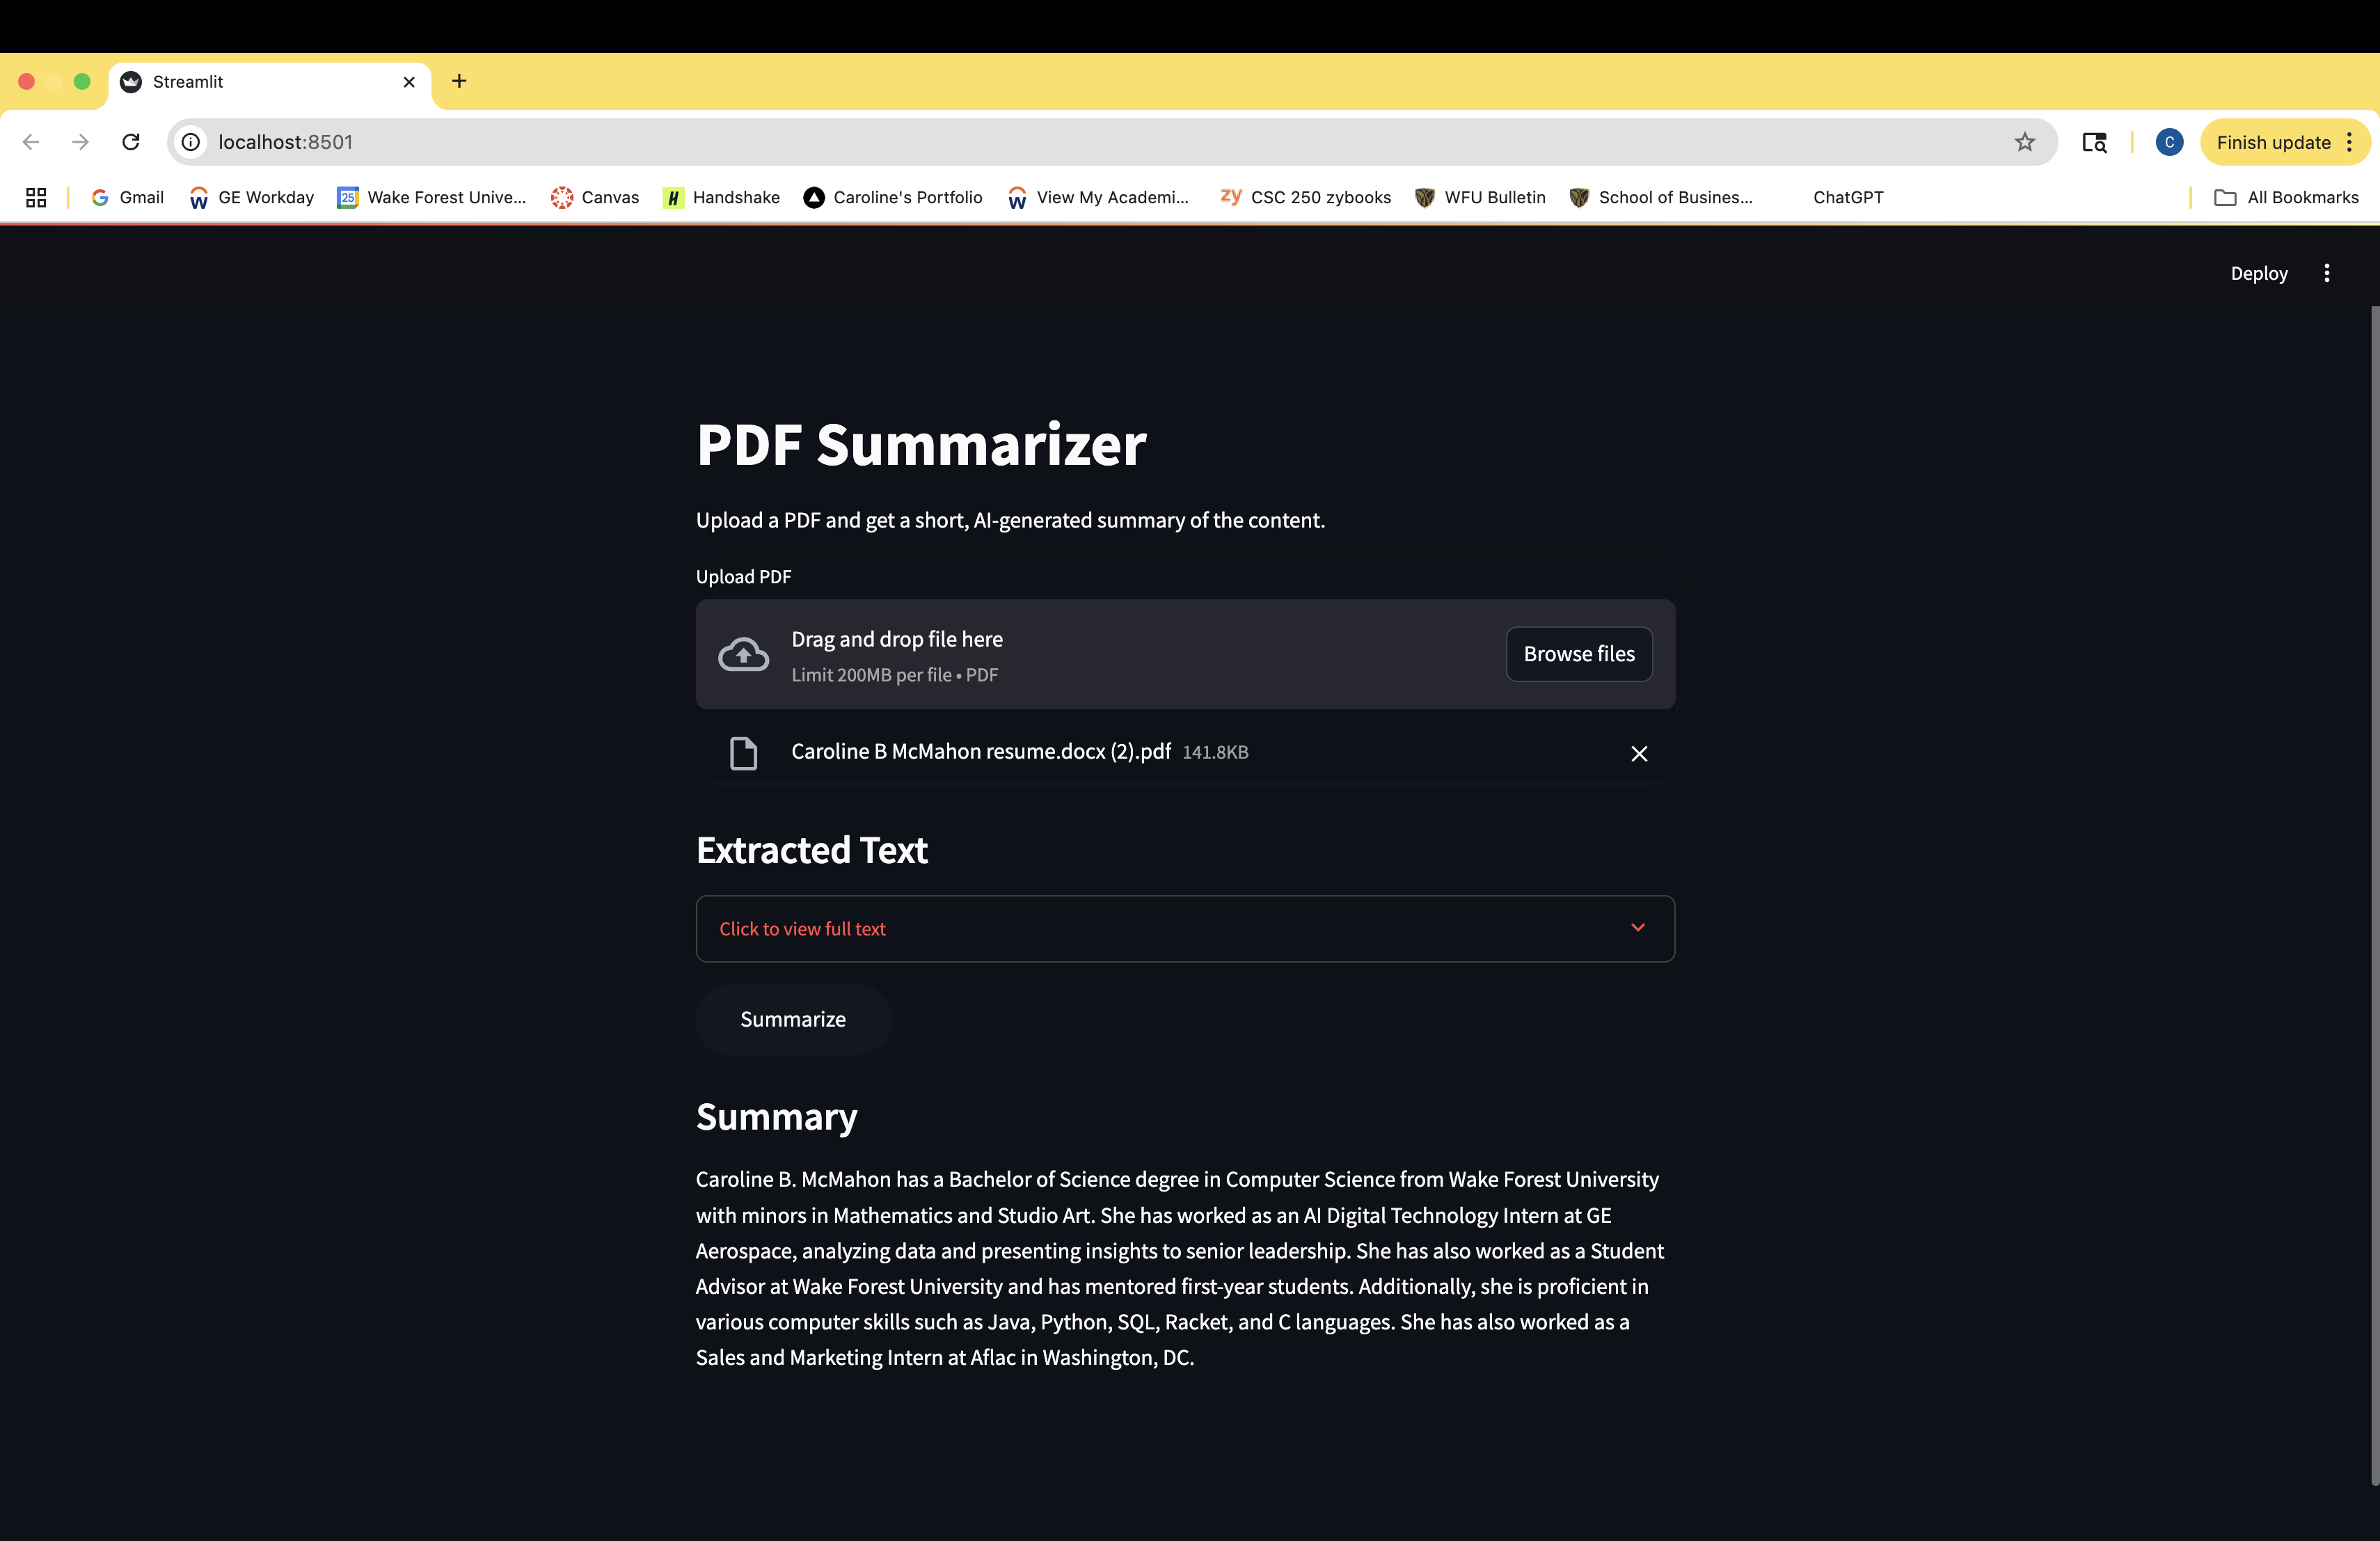 Streamlit
localhost:8501
Finish update
Gmail
GE Workday
25
Wake Forest Unive...
Canvas
H
Handshake
Caroline's Portfolio
View My Academi...
zy
CSC 250 zybooks
WFU Bulletin
School of Busines...
ChatGPT
All Bookmarks
C
Deploy
PDF Summarizer
Upload a PDF and get a short, AI-generated summary of the content.
Upload PDF
Drag and drop file here
Limit 200MB per file • PDF
Browse files
Caroline B McMahon resume.docx (2).pdf 141.8KB
Extracted Text
Click to view full text
Summarize
Summary
Caroline B. McMahon has a Bachelor of Science degree in Computer Science from Wake Forest University
with minors in Mathematics and Studio Art. She has worked as an AI Digital Technology Intern at GE
Aerospace, analyzing data and presenting insights to senior leadership. She has also worked as a Student
Advisor at Wake Forest University and has mentored first-year students. Additionally, she is proficient in
various computer skills such as Java, Python, SQL, Racket, and C languages. She has also worked as a
Sales and Marketing Intern at Aflac in Washington, DC.